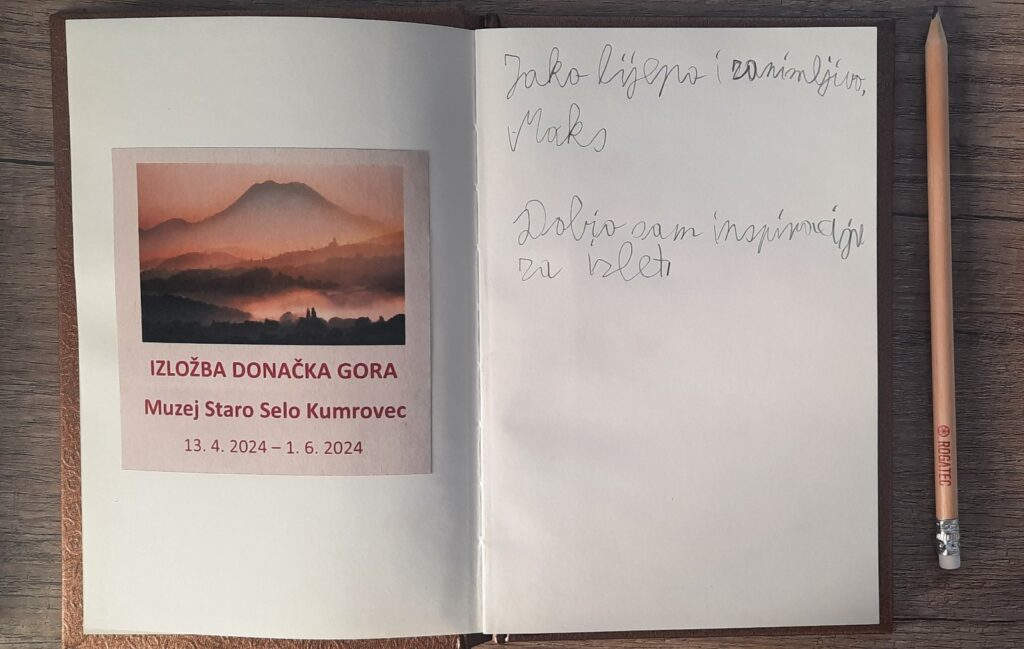 IZLOŽBA DONAČKA GORA
Muzej Staro Selo Kumrovec
13. 4. 2024 – 1. 6. 2024
Jako lijepo i zanimljivo,
Maks
Dobio sam inspiraciju
za izlet
ROGATEC